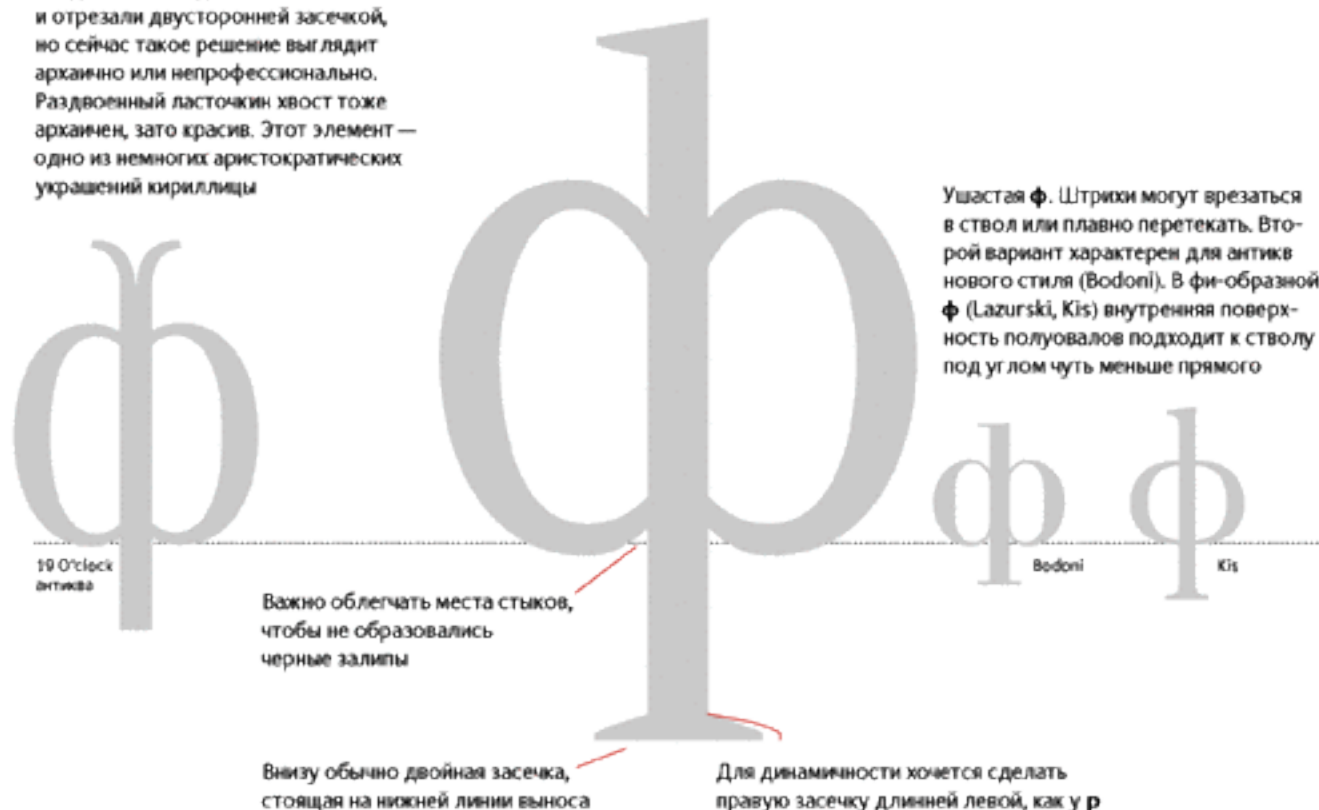 и отрезали двусторонней засечкой,
но сейчас такое решение выглядит
архаично или непрофессионально.
Раздвоенный ласточкин хвост тоже
архаичен, зато красив. Этот элемент —
одно из немногих аристократических
украшений кириллицы
Ушастая ф. Штрихи могут врезаться
в ствол или плавно перетекать. Вто-
рой вариант характерен для антикв
нового стиля (Bodoni). В фи-образной
ф (Lazurski, Kis) внутренняя поверх-
ность полуовалов подходит к стволу
под углом чуть меньше прямого
ф
ф
ф
ф
19 O'clock
антиква
Bodoni
Kis
Важно облегчать места стыков,
чтобы не образовались
черные залипы
Внизу обычно двойная засечка,
стоящая на нижней линии выноса
Для динамичности хочется сделать
правую засечку длинней левой, как у р